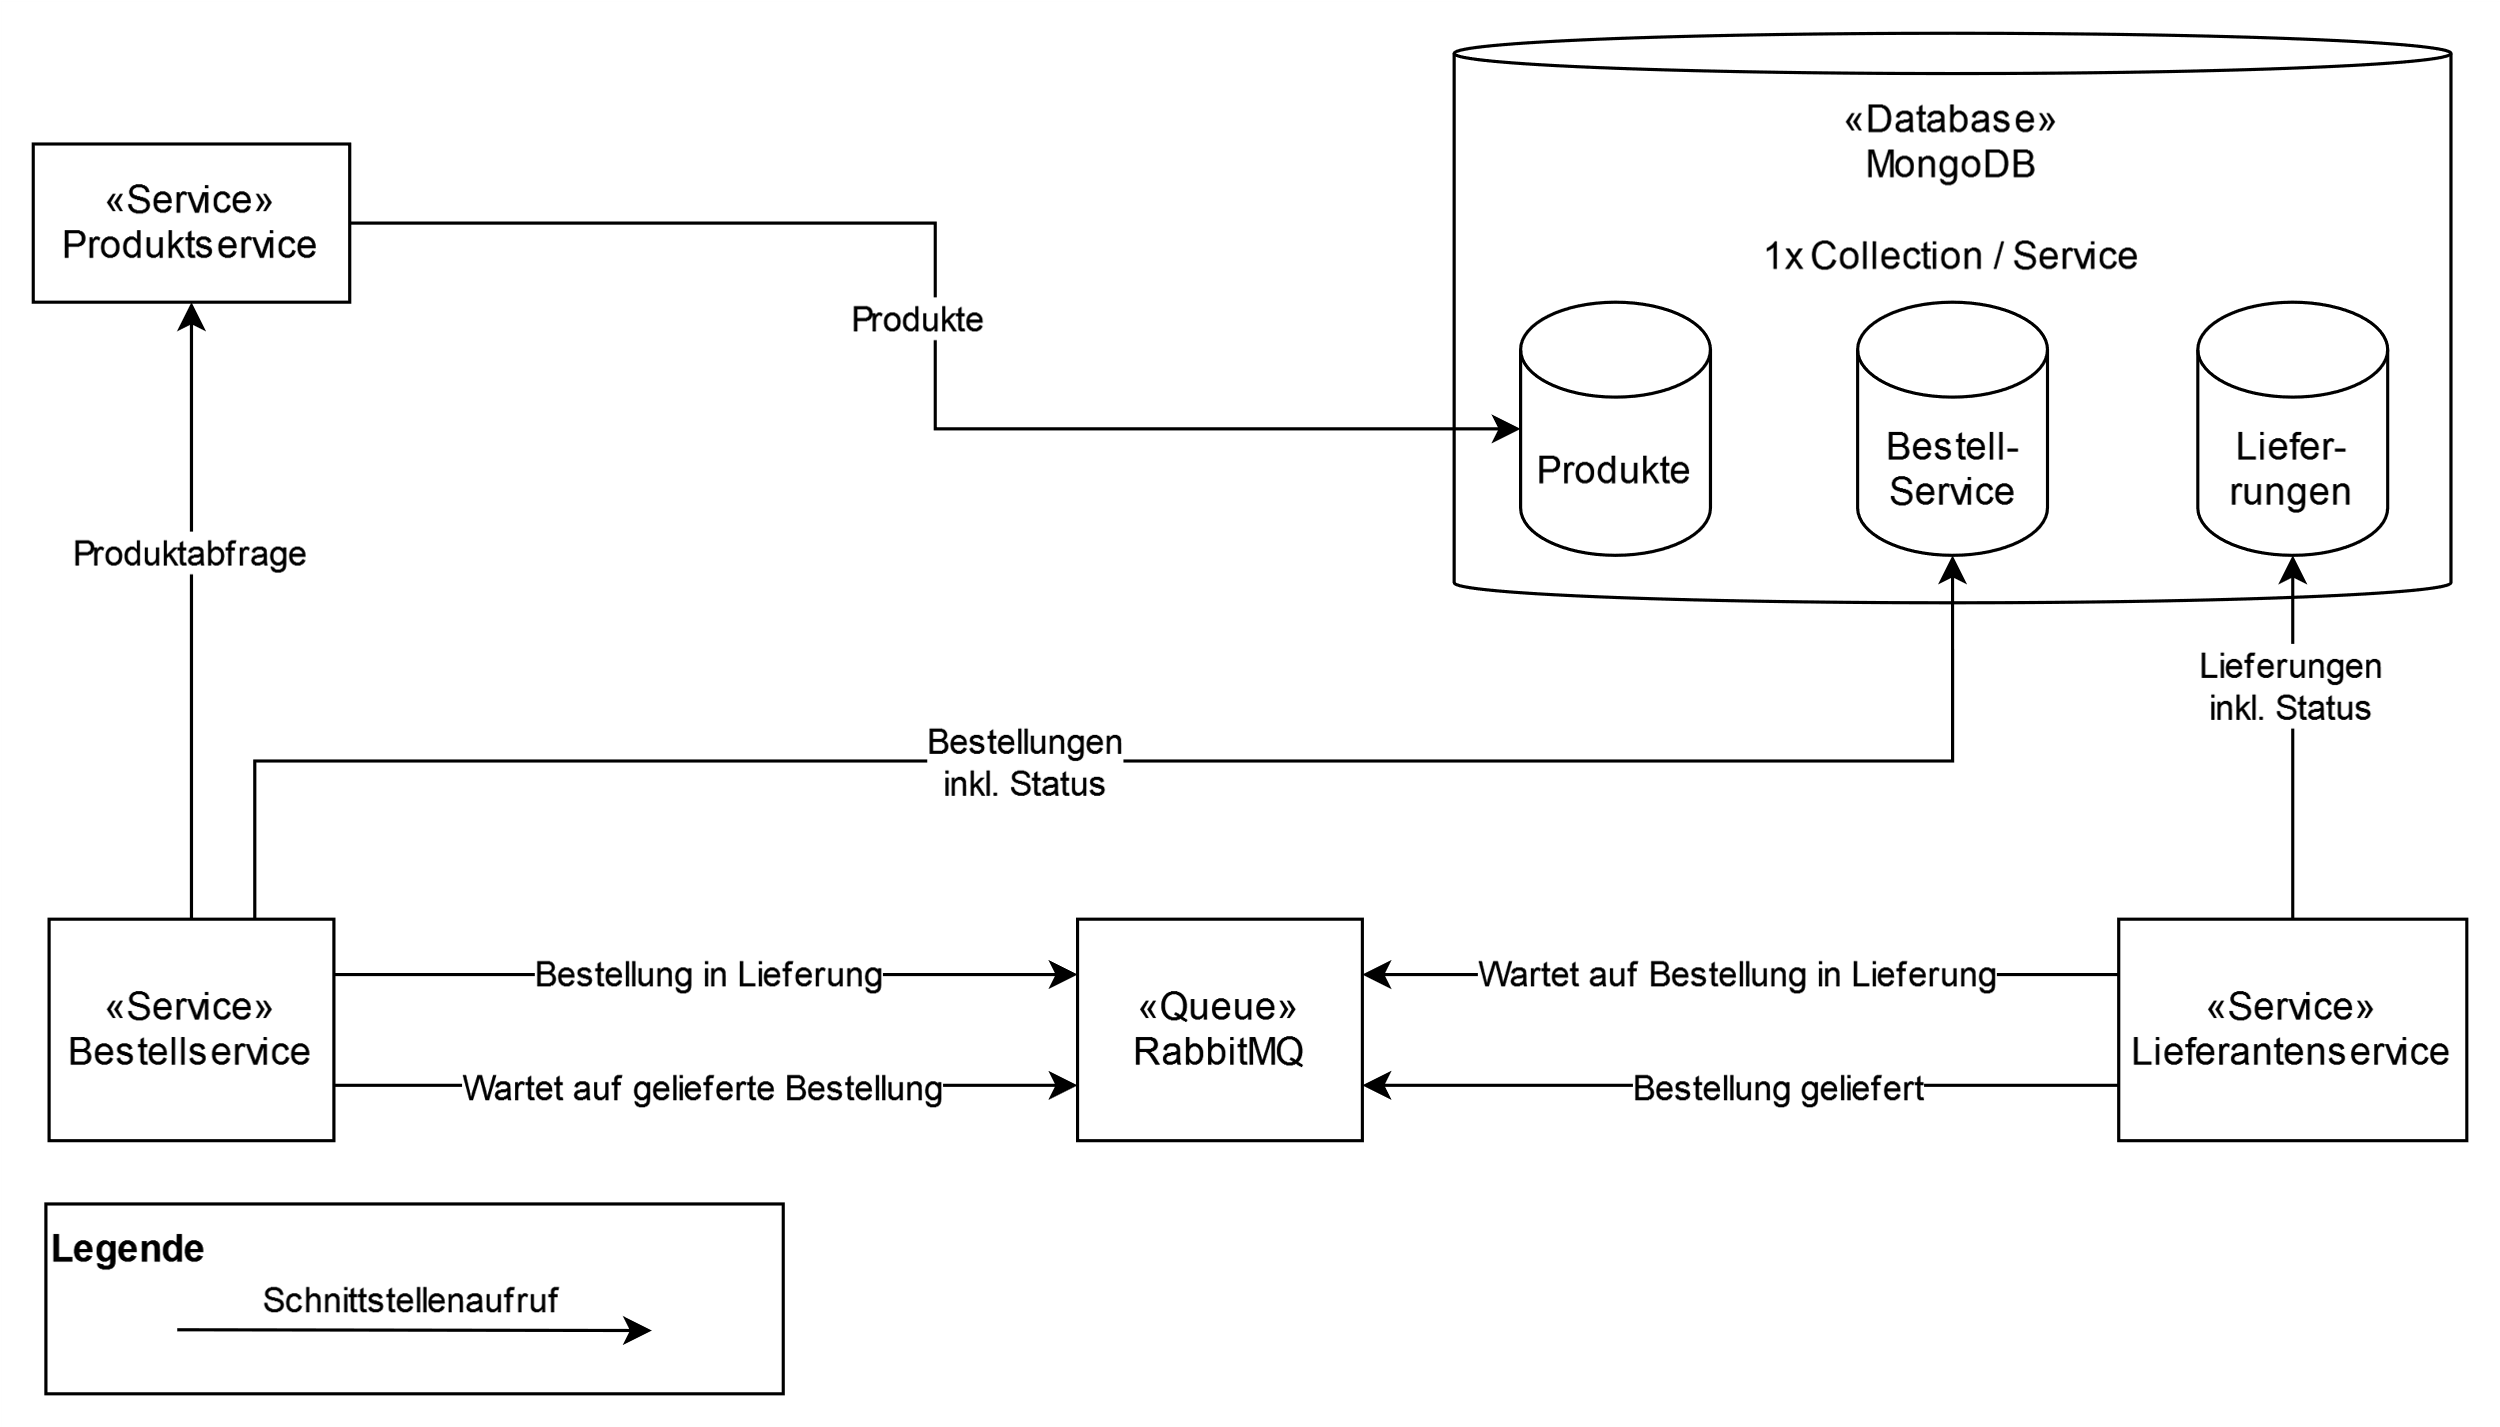 «Database»
MongoDB
1x Collection / Service
«Service»
Produktservice
Produkte
Produkte
Bestell-
Service
Liefer-
rungen
Produktabfrage
Lieferungen
inkl. Status
Bestellungen
inkl. Status
«Service»
Bestellservice
Bestellung in Lieferung
Wartet auf gelieferte Bestellung
«Queue»
RabbitMQ
Wartet auf Bestellung in Lieferung
Bestellung geliefert
«Service»
Lieferantenservice
Legende
Schnittstellenaufruf